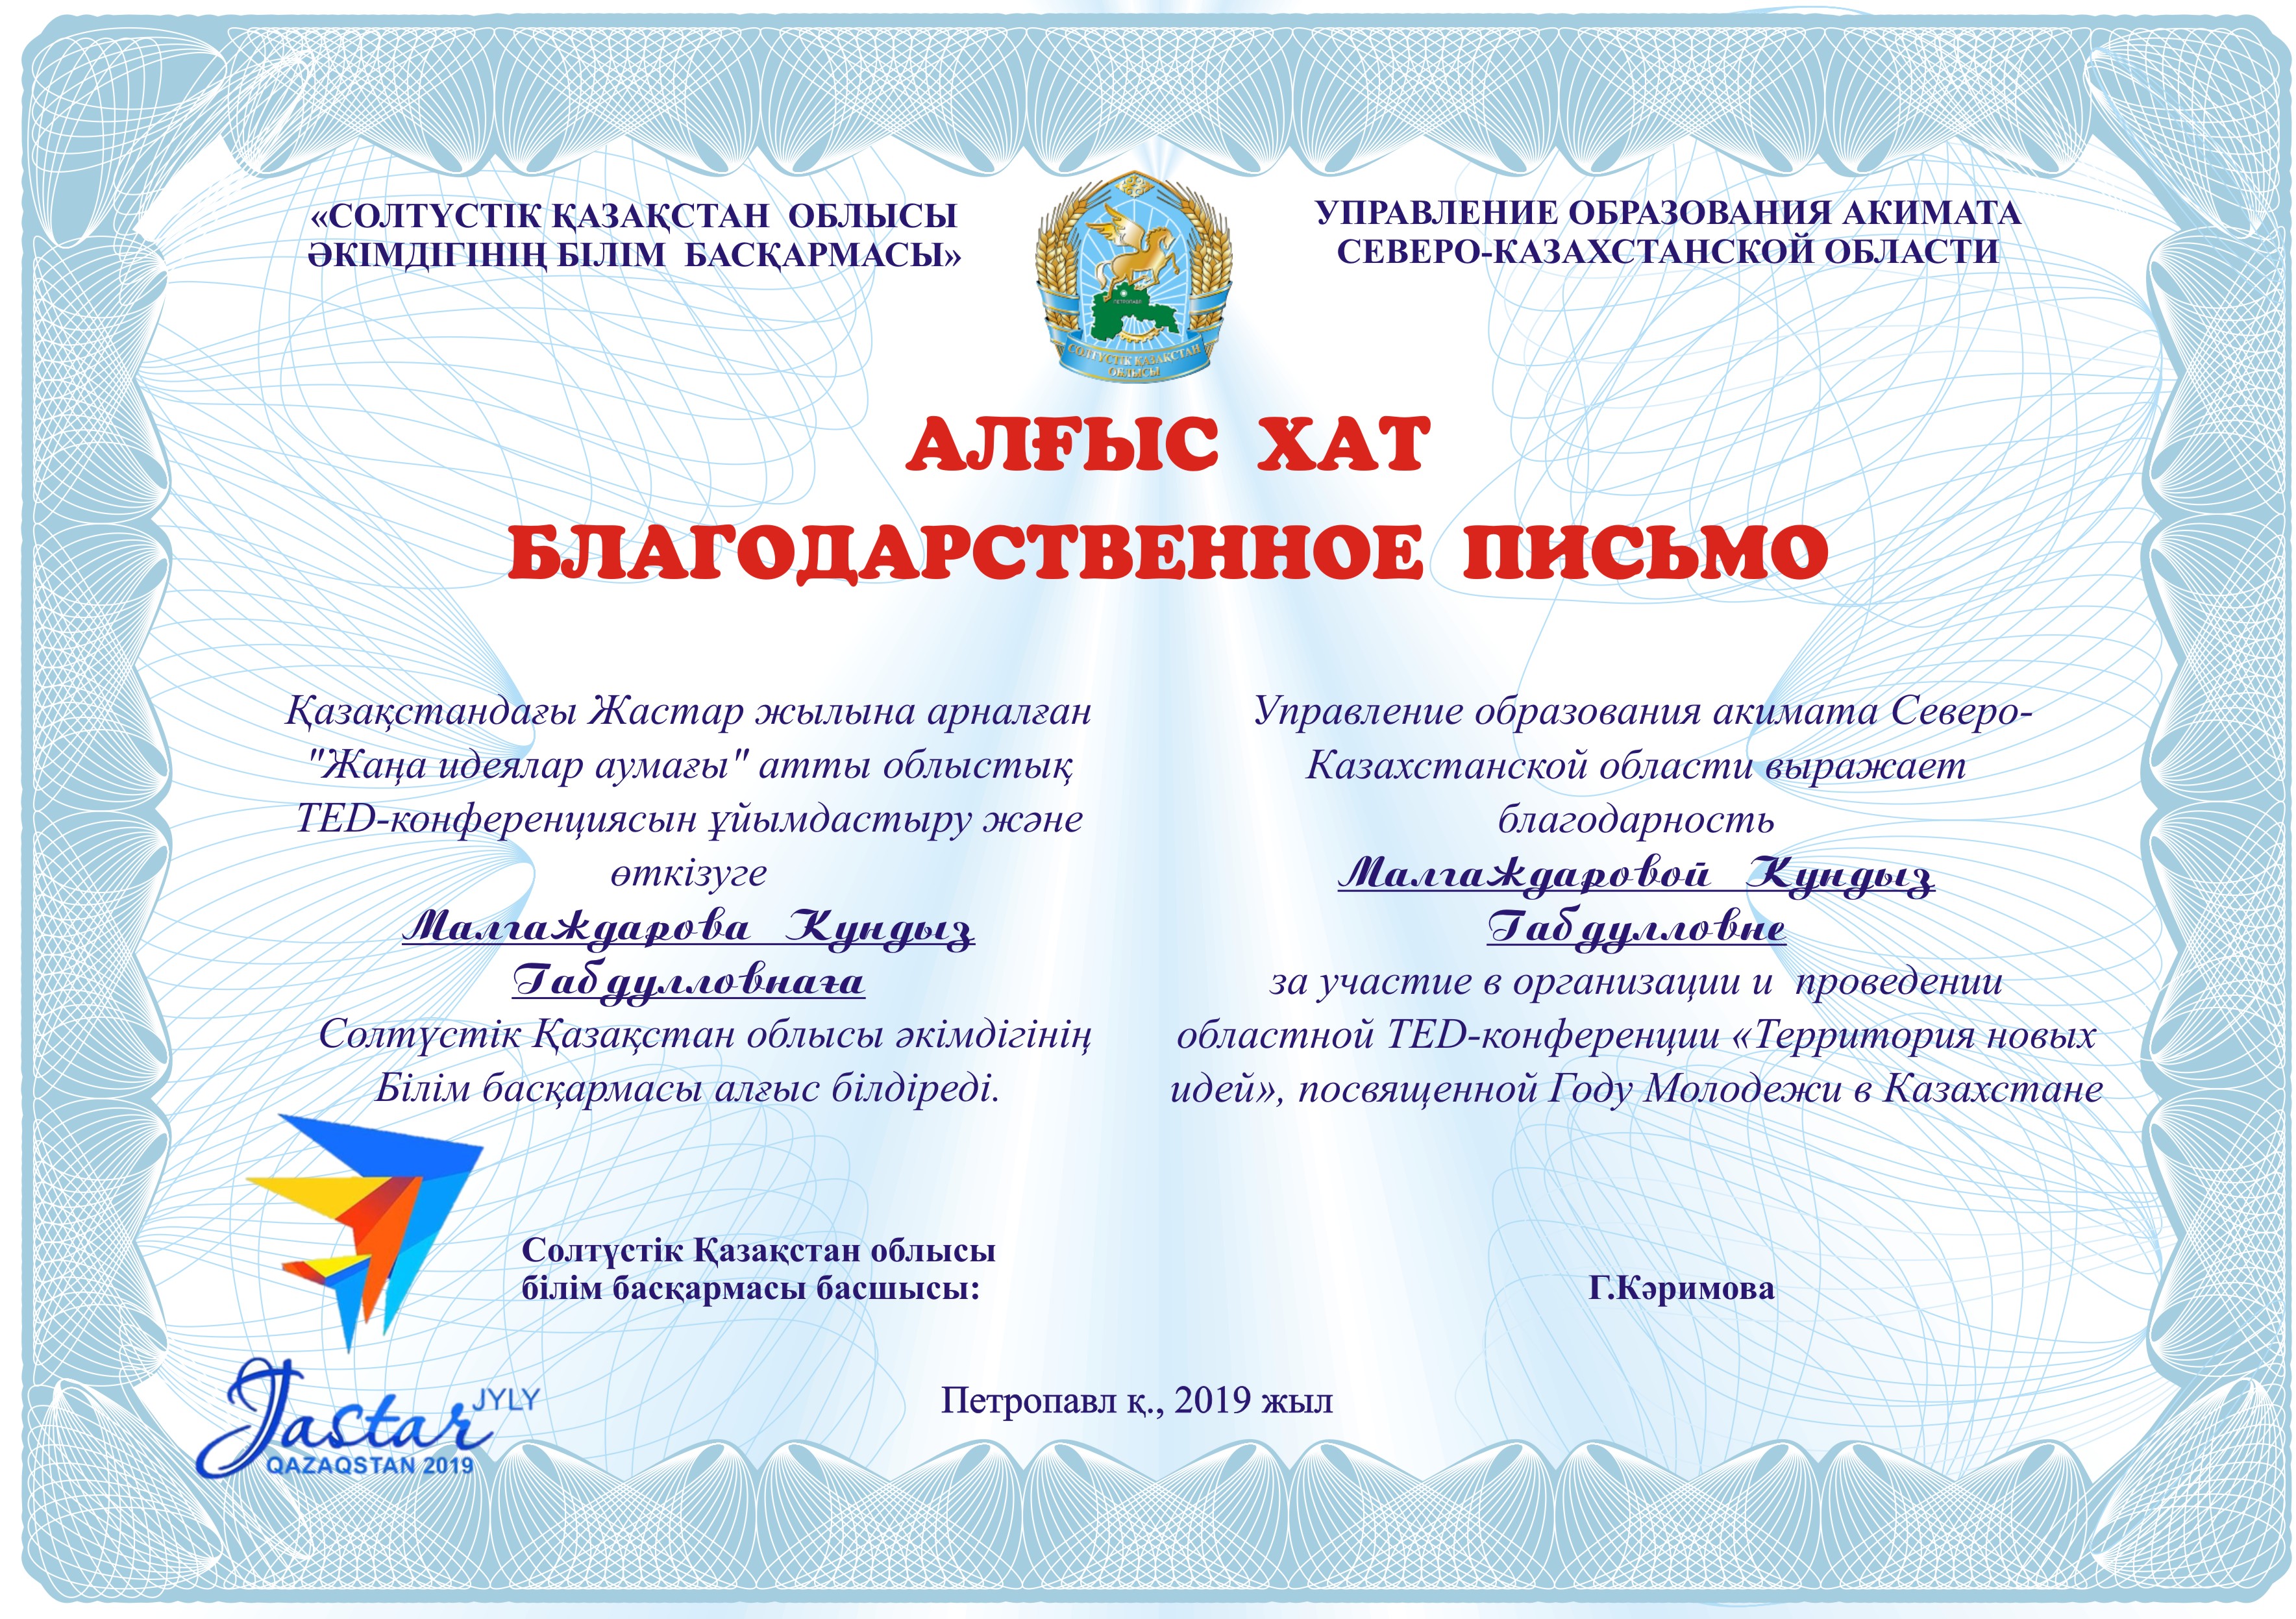 «СОЛТҮСТІК ҚАЗАҚСТАН ОБЛЫСЫ
ӘКІМДІГІНІҢ БІЛІМ БАСҚАРМАСЫ»
УПРАВЛЕНИЕ ОБРАЗОВАНИЯ АКИМАТА
СЕВЕРО-КАЗАХСТАНСКОЙ ОБЛАСТИ
ПЕТРОПАВЛ
СОЛТҮСТІК ҚАЗАҚСТАН
ОБЛЫСЫ
АЛҒЫС ХАТ
БЛАГОДАРСТВЕННОЕ ПИСЬМО
Қазақстандағы Жастар жылына арналған
"Жаңа идеялар аумағы" атты облыстық
TED-конференциясын ұйымдастыру және
өткізуге
Малгаждарова Кундыз
Габдулловнаға
Солтүстік Қазақстан облысы әкімдігінің
Білім басқармасы алғыс білдіреді.
Управление образования акимата Северо-
Казахстанской области выражает
благодарность
Малгаждаровой Кундыз
Габдулловне
за участие в организации и проведении
областной TED-конференции «Территория новых
идей», посвященной Году Молодежи в Казахстане
Солтүстік Қазақстан облысы
білім басқармасы басшысы:
Г.Кәримова
Jastar JYLY
QAZAQSTAN 2019
Петропавл қ., 2019 жыл